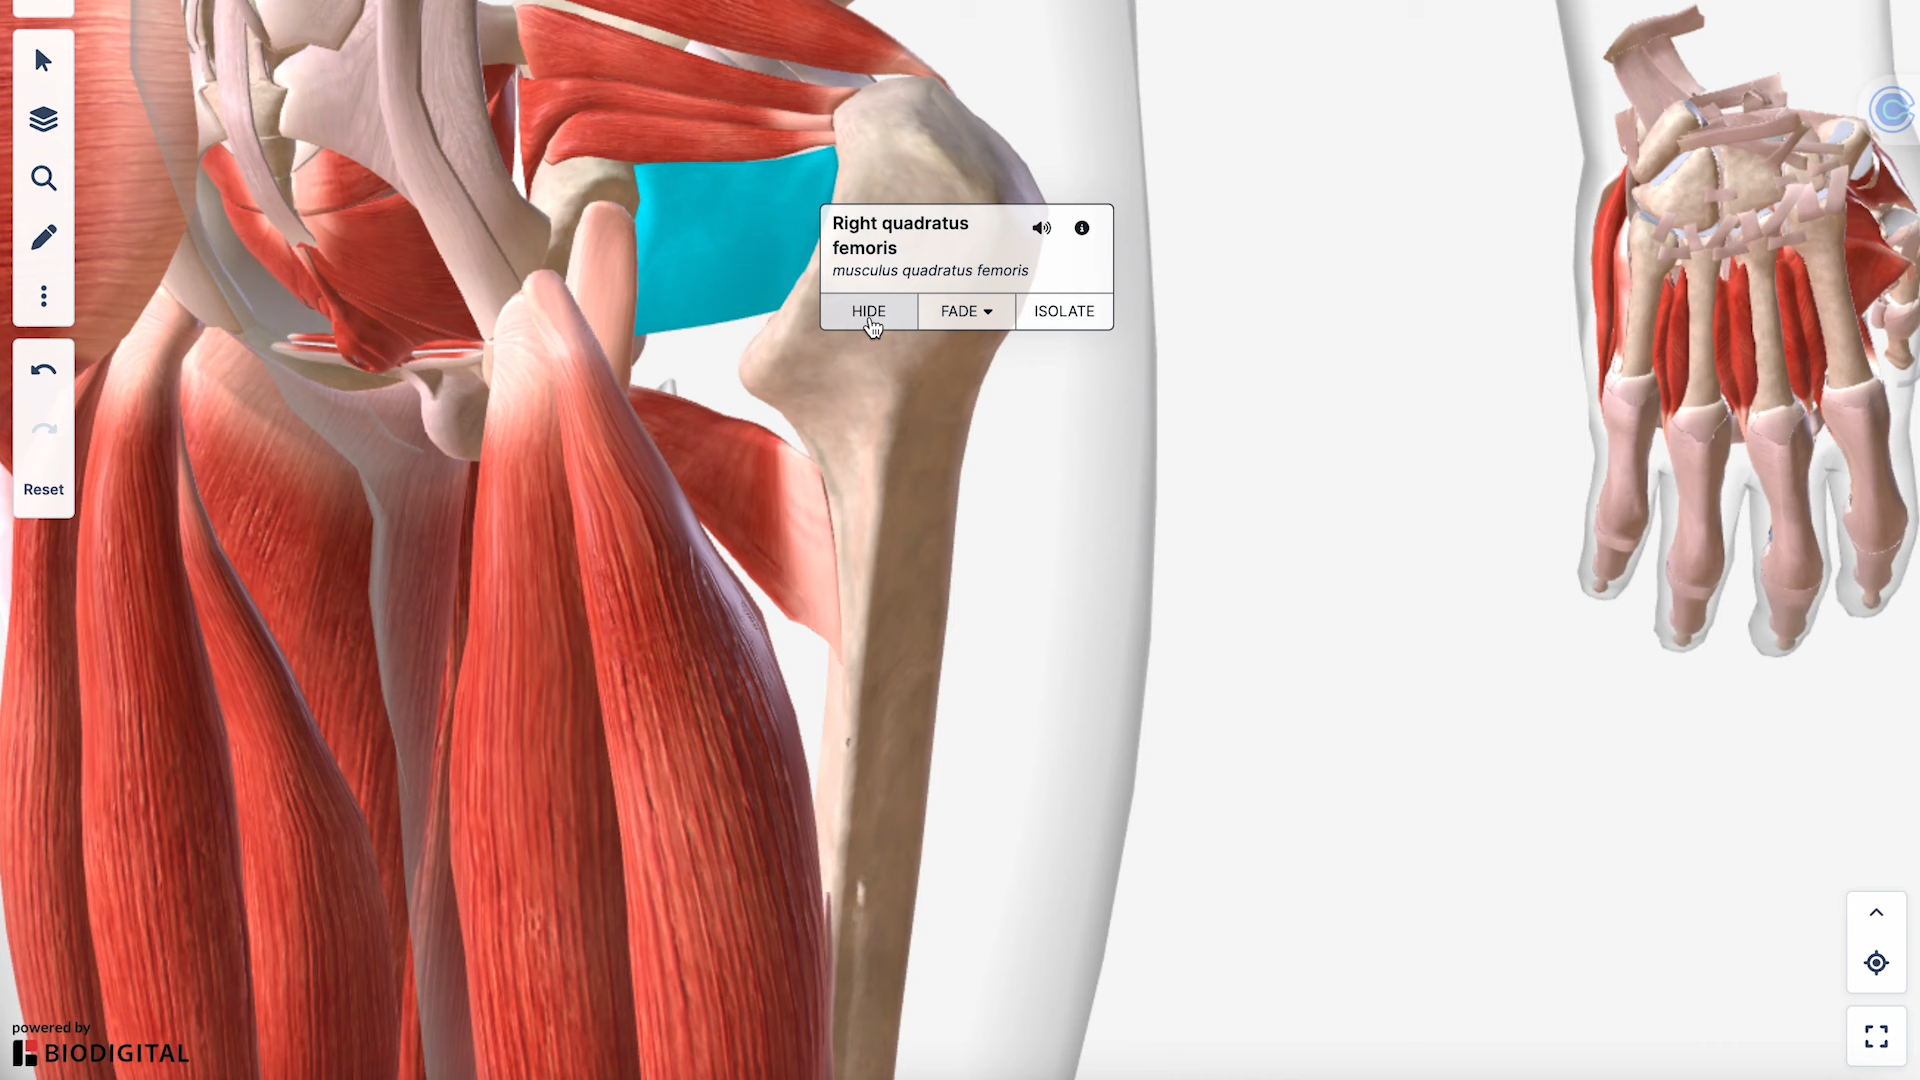 Right quadratus
femoris
musculus quadratus femoris
HIDE
FADE
ISOLATE
Reset
powered by
BIODIGITAL